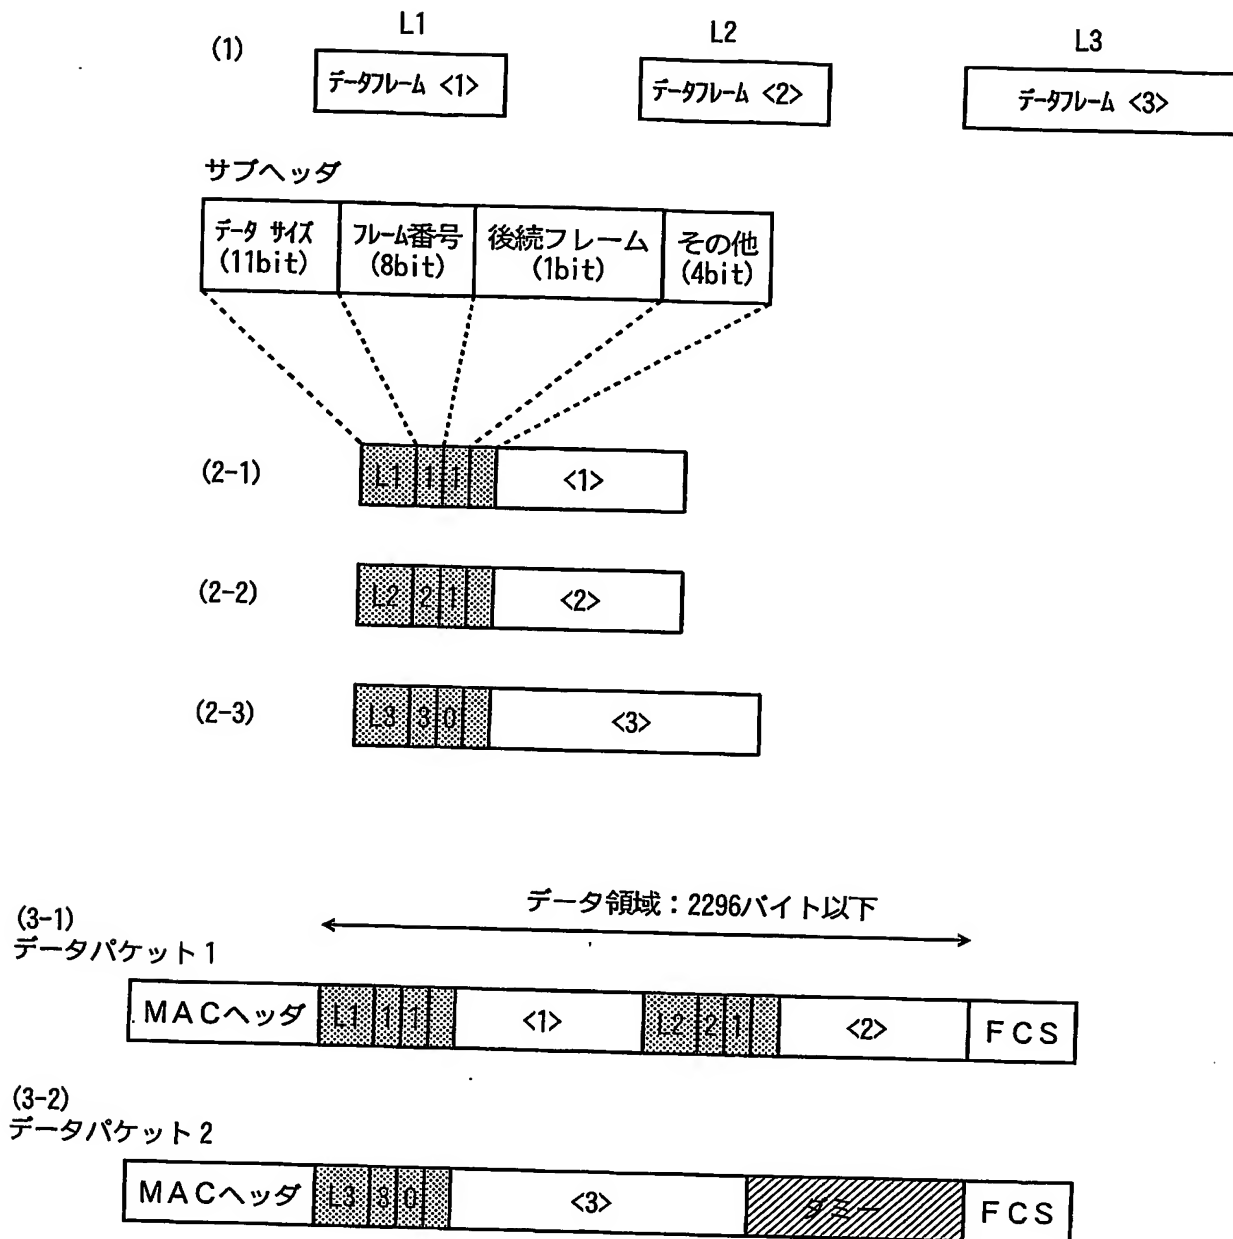 (1)
L1
L2
L3
データフレーム <1>
データフレーム <2>
データフレーム <3>
サブヘッダ
データ サイズ
(11bit)
フレーム番号
(8bit)
後続フレーム
(1bit)
その他
(4bit)
(2-1)
L1 1 1 <1>
(2-2)
L2 2 1 <2>
(2-3)
L3 3 0 <3>
データ領域：2296バイト以下
(3-1)
データパケット1
MACヘッダ L1 1 1 <1> L2 2 1 <2> FCS
(3-2)
データパケット2
MACヘッダ L3 3 0 <3> ダミー FCS